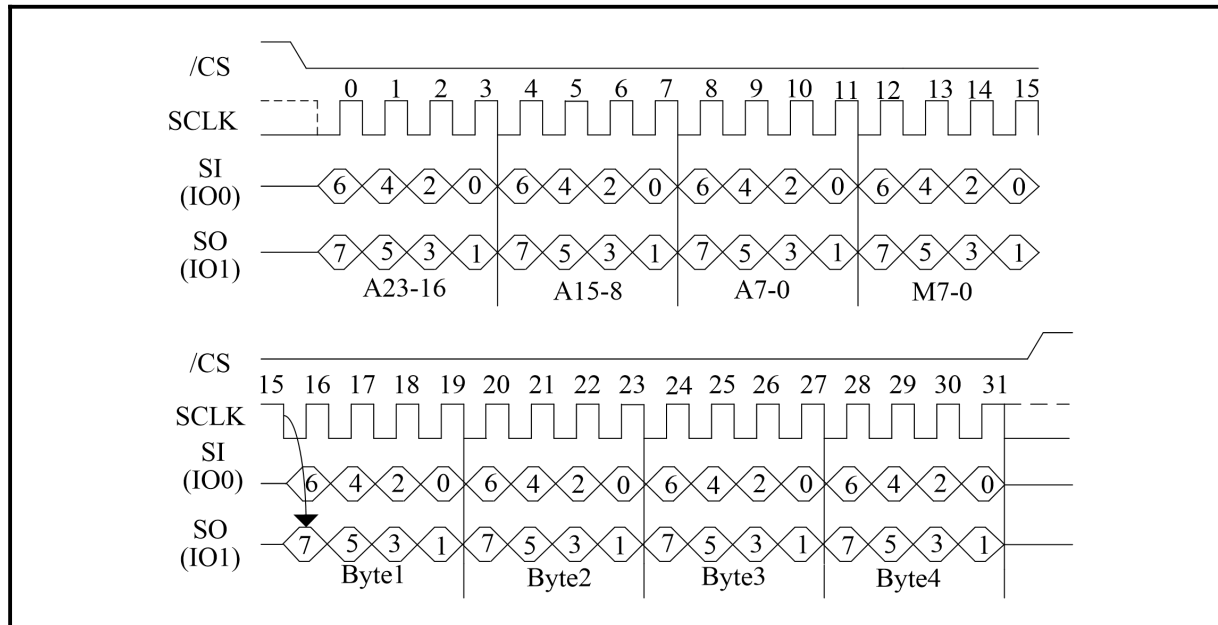 /CS
0 1 2 3 4 5 6 7 8 9 10 11 12 13 14 15
SCLK
SI
(IO0)
6 4 2 0 6 4 2 0 6 4 2 0 6 4 2 0
SO
(IO1)
7 5 3 1 7 5 3 1 7 5 3 1 7 5 3 1
A23-16 A15-8 A7-0 M7-0
/CS
15 16 17 18 19 20 21 22 23 24 25 26 27 28 29 30 31
SCLK
SI
(IO0)
6 4 2 0 6 4 2 0 6 4 2 0 6 4 2 0
SO
(IO1)
7 5 3 1 7 5 3 1 7 5 3 1 7 5 3 1
Byte1 Byte2 Byte3 Byte4